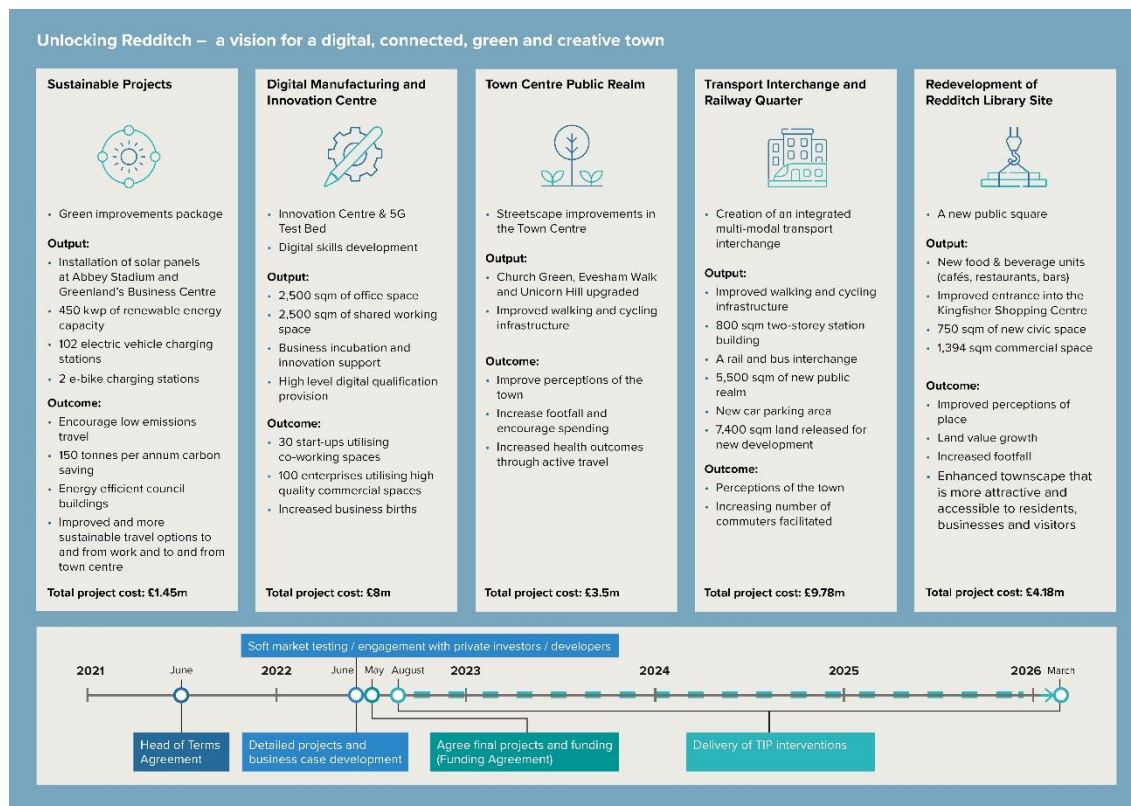 Unlocking Redditch – a vision for a digital, connected, green and creative town
Sustainable Projects
• Green improvements package
Output:
• Installation of solar panels
at Abbey Stadium and
Greenland's Business Centre
• 450 kwp of renewable energy
capacity
• 102 electric vehicle charging
stations
• 2 e-bike charging stations
Outcome:
• Encourage low emissions
travel
• 150 tonnes per annum carbon
saving
• Energy efficient council
buildings
• Improved and more
sustainable travel options to
and from work and to and from
town centre
Total project cost: £1.45m
Digital Manufacturing and
Innovation Centre
• Innovation Centre & 5G
Test Bed
• Digital skills development
Output:
• 2,500 sqm of office space
• 2,500 sqm of shared working
space
• Business incubation and
innovation support
• High level digital qualification
provision
Outcome:
• 30 start-ups utilising
co-working spaces
• 100 enterprises utilising high
quality commercial spaces
• Increased business births
Total project cost: £8m
Town Centre Public Realm
• Streetscape improvements in
the Town Centre
Output:
• Church Green, Evesham Walk
and Unicorn Hill upgraded
• Improved walking and cycling
infrastructure
Outcome:
• Improve perceptions of the
town
• Increase footfall and
encourage spending
• Increased health outcomes
through active travel
Total project cost: £3.5m
Transport Interchange and
Railway Quarter
• Creation of an integrated
multi-modal transport
interchange
Output:
• Improved walking and cycling
infrastructure
• 800 sqm two-storey station
building
• A rail and bus interchange
• 5,500 sqm of new public
realm
• New car parking area
• 7,400 sqm land released for
new development
Outcome:
• Perceptions of the town
• Increasing number of
commuters facilitated
Total project cost: £9.78m
Redevelopment of
Redditch Library Site
• A new public square
Output:
• New food & beverage units
(cafés, restaurants, bars)
• Improved entrance into the
Kingfisher Shopping Centre
• 750 sqm of new civic space
• 1,394 sqm commercial space
Outcome:
• Improved perceptions of
place
• Land value growth
• Increased footfall
• Enhanced townscape that
is more attractive and
accessible to residents,
businesses and visitors
Total project cost: £4.18m
Soft market testing / engagement with private investors / developers
2021 June 2022 June May August 2023 2024 2025 2026 March
Head of Terms
Agreement
Detailed projects and
business case development
Agree final projects and funding
(Funding Agreement)
Delivery of TIP interventions